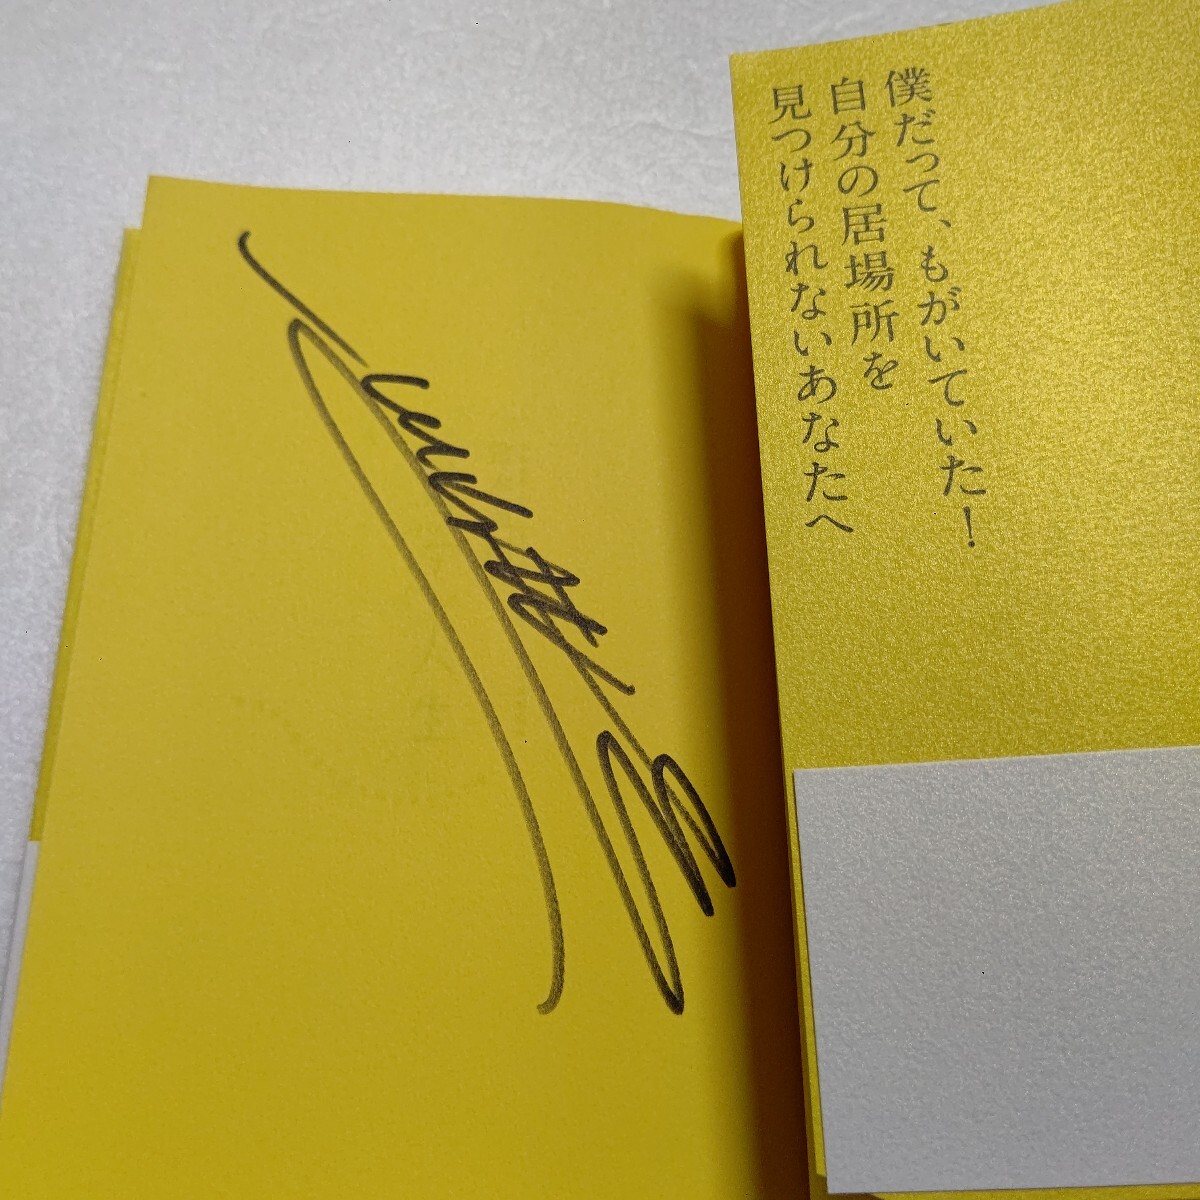 僕だって、もがいていた！
自分の居場所を
見つけられないあなたへ